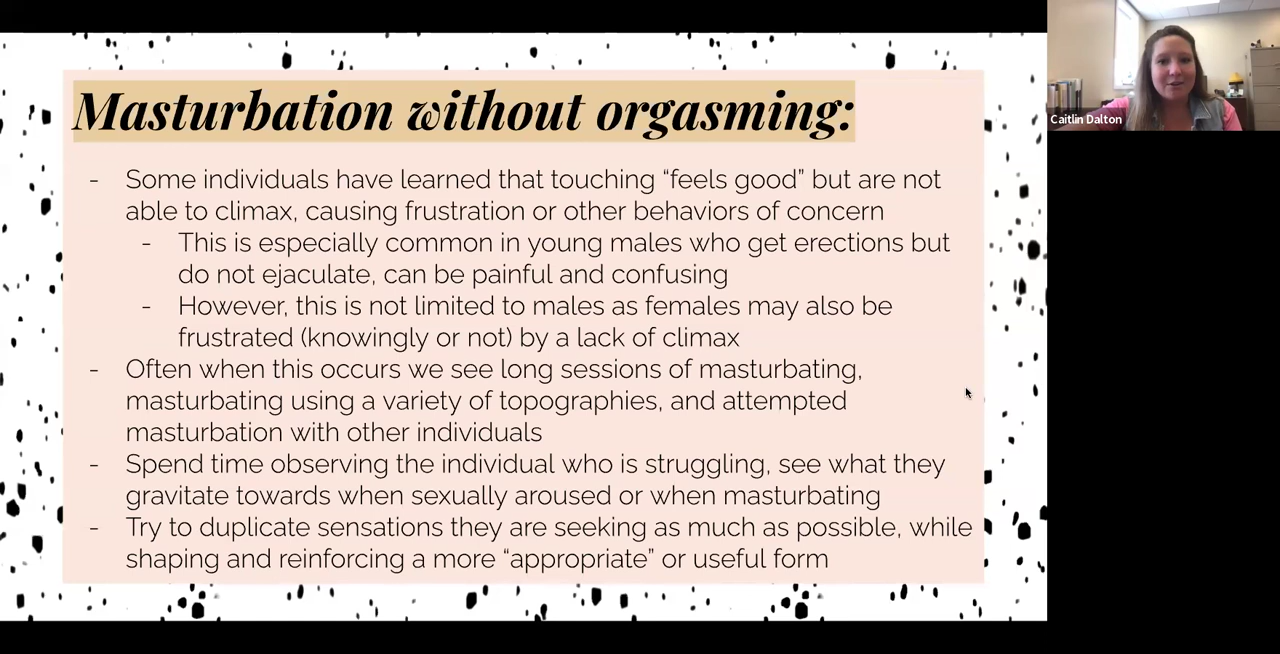 Masturbation without orgasming:
- Some individuals have learned that touching “feels good” but are not
able to climax, causing frustration or other behaviors of concern
- This is especially common in young males who get erections but
do not ejaculate, can be painful and confusing
- However, this is not limited to males as females may also be
frustrated (knowingly or not) by a lack of climax
- Often when this occurs we see long sessions of masturbating,
masturbating using a variety of topographies, and attempted
masturbation with other individuals
- Spend time observing the individual who is struggling, see what they
gravitate towards when sexually aroused or when masturbating
- Try to duplicate sensations they are seeking as much as possible, while
shaping and reinforcing a more “appropriate” or useful form
Caitlin Dalton